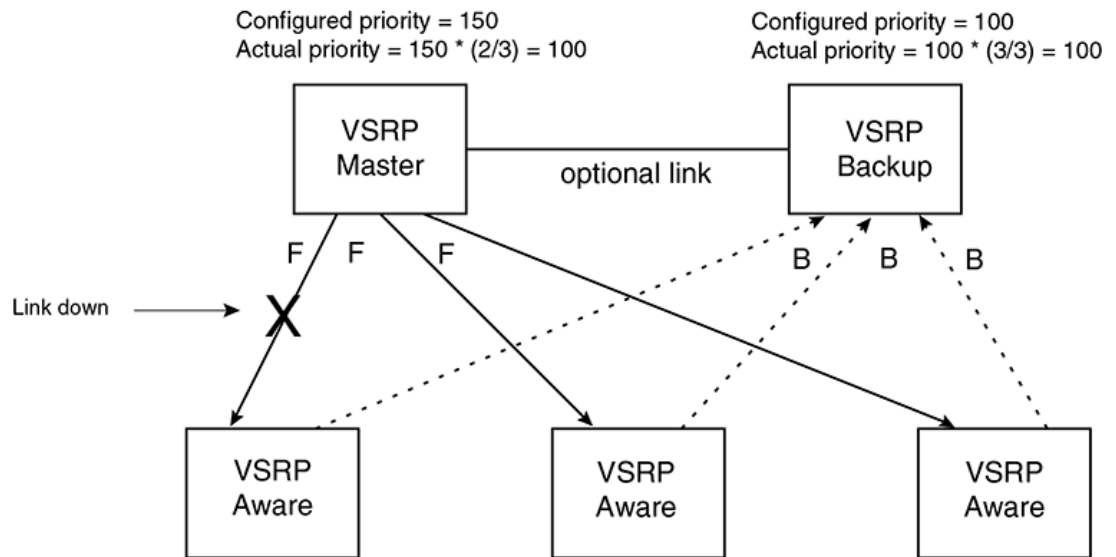 Configured priority = 150
Actual priority = 150 * (2/3) = 100
Configured priority = 100
Actual priority = 100 * (3/3) = 100
VSRP
Master
optional link
VSRP
Backup
F
F
F
B
B
B
Link down
X
VSRP
Aware
VSRP
Aware
VSRP
Aware